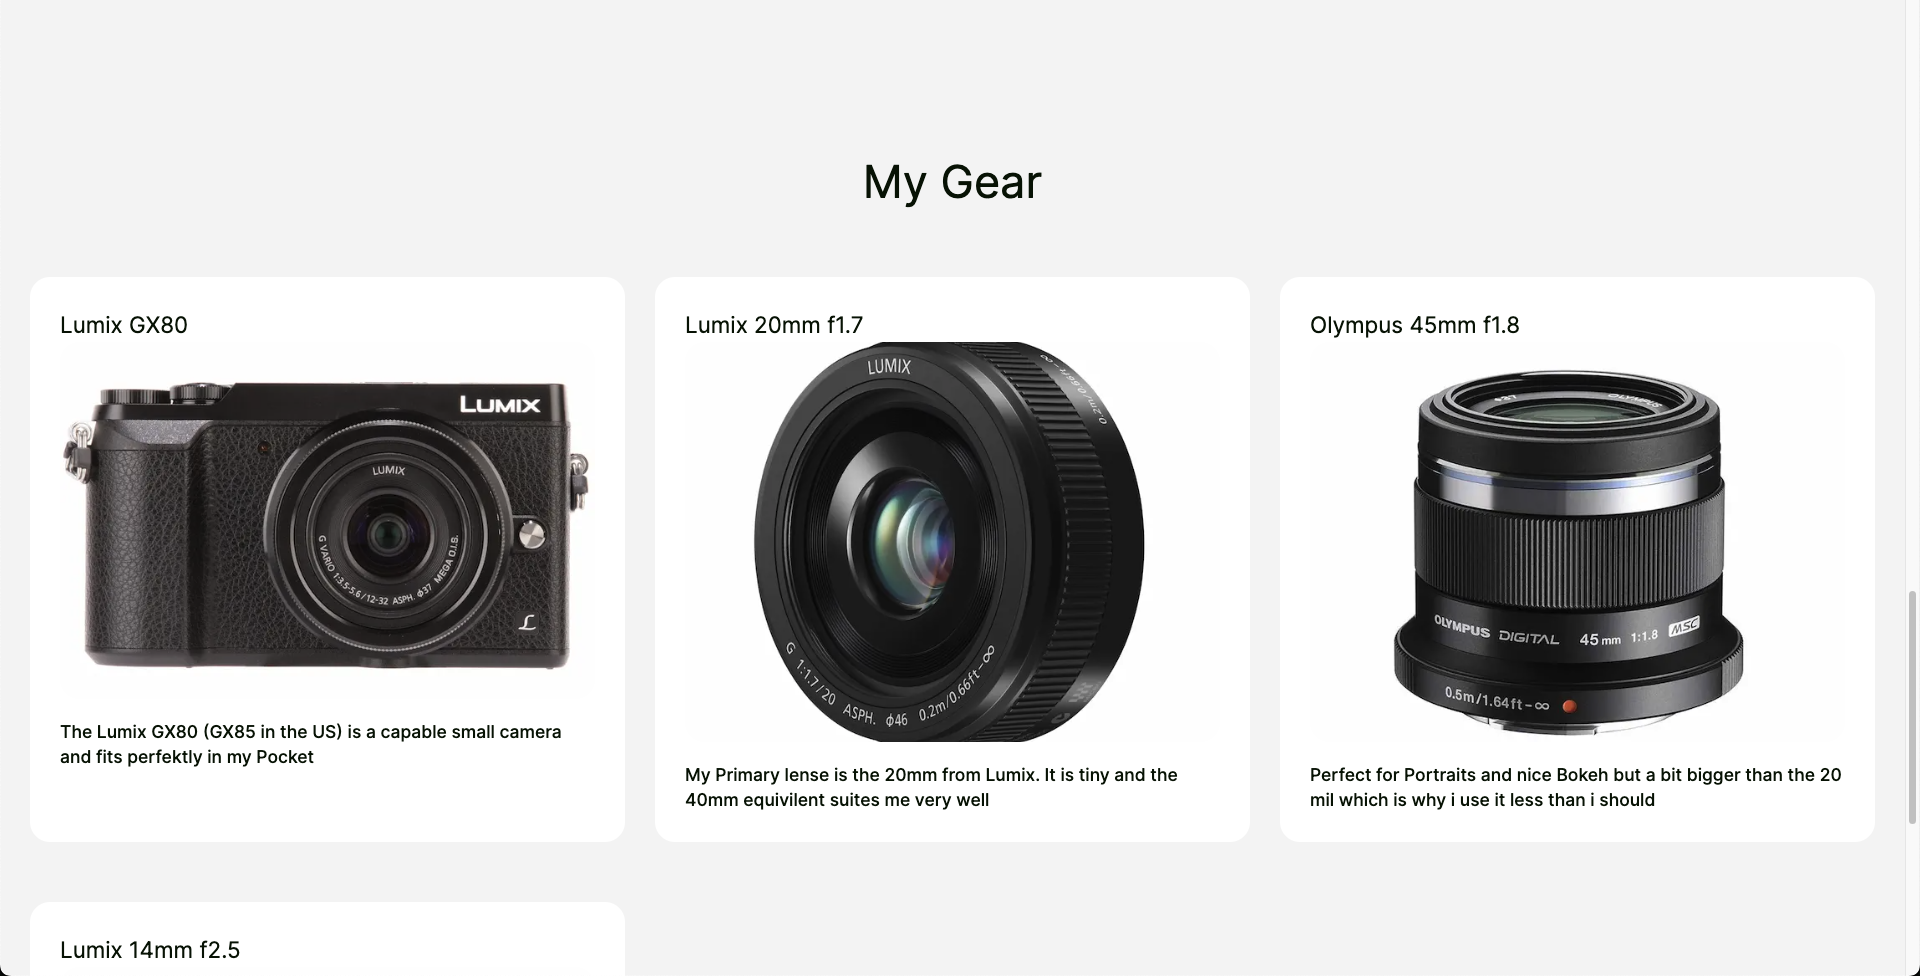 My Gear
Lumix GX80
LUMIX
LUMIX
G VARIO 1:3.5-5.6/12-32 ASPH. ϕ37 MEGA O.I.S.
L
The Lumix GX80 (GX85 in the US) is a capable small camera
and fits perfektly in my Pocket
Lumix 20mm f1.7
LUMIX
0.2m/0.66ft-∞
G 1:1.7/20 ASPH. ϕ46 0.2m/0.66ft-∞
My Primary lense is the 20mm from Lumix. It is tiny and the
40mm equivilent suites me very well
Olympus 45mm f1.8
OLYMPUS
OLYMPUS DIGITAL 45mm 1:1.8 MSC
0.5m/1.64ft-∞
Perfect for Portraits and nice Bokeh but a bit bigger than the 20
mil which is why i use it less than i should
Lumix 14mm f2.5